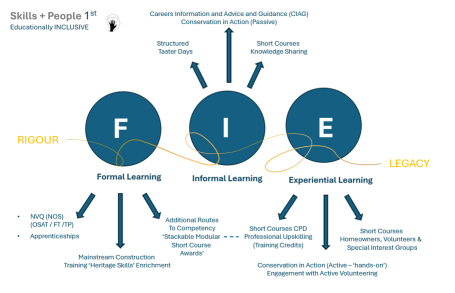 Skills + People 1st
Educationally INCLUSIVE
Careers Information and Advice and Guidance (CIAG)
Conservation in Action (Passive)
Structured
Taster Days
Short Courses
Knowledge Sharing
F
I
E
RIGOUR
LEGACY
Formal Learning
Informal Learning
Experiential Learning
• NVQ (NOS)
(OSAT / FT /TP)
• Apprenticeships
Additional Routes
To Competency
'Stackable Modular
Short Course
Awards'
Short Courses CPD
Professional Upskilling
(Training Credits)
Short Courses
Homeowners, Volunteers &
Special Interest Groups
Mainstream Construction
Training 'Heritage Skills' Enrichment
Conservation in Action (Active – 'hands-on')
Engagement with Active Volunteering